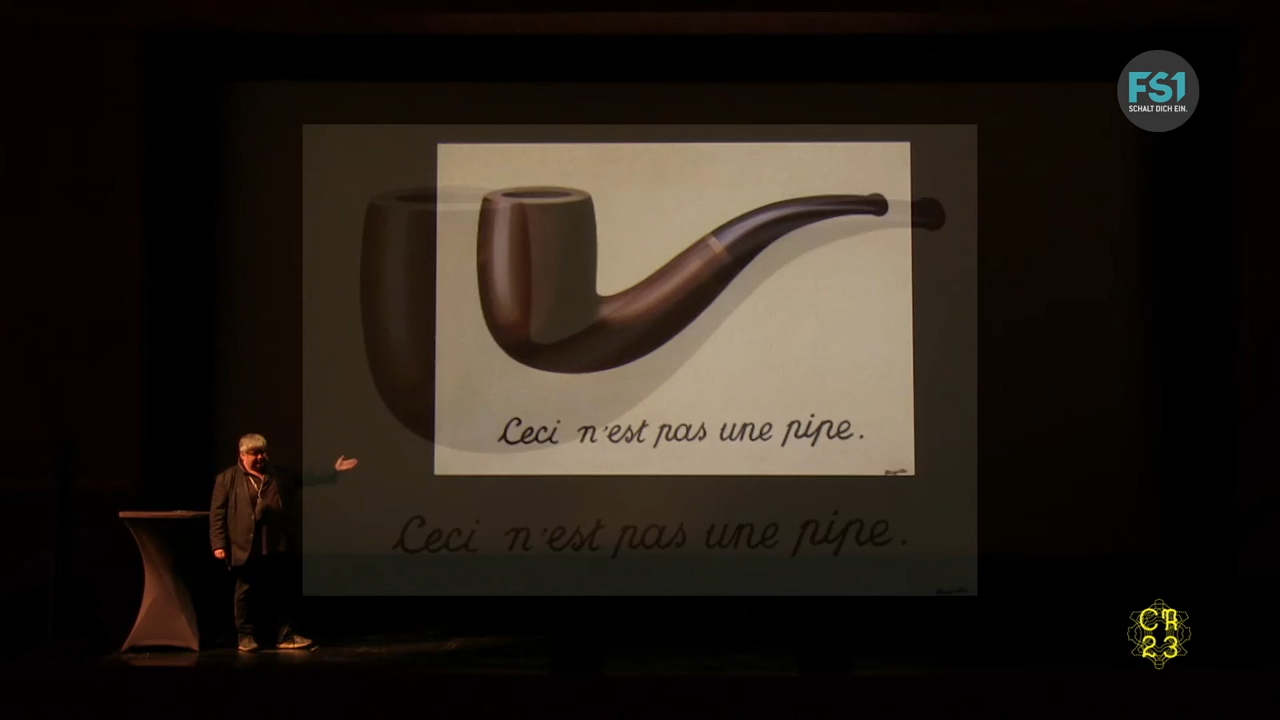 FS1
SCHALT DICH EIN.
Ceci n'est pas une pipe.
Ceci n'est pas une pipe.
CR
23